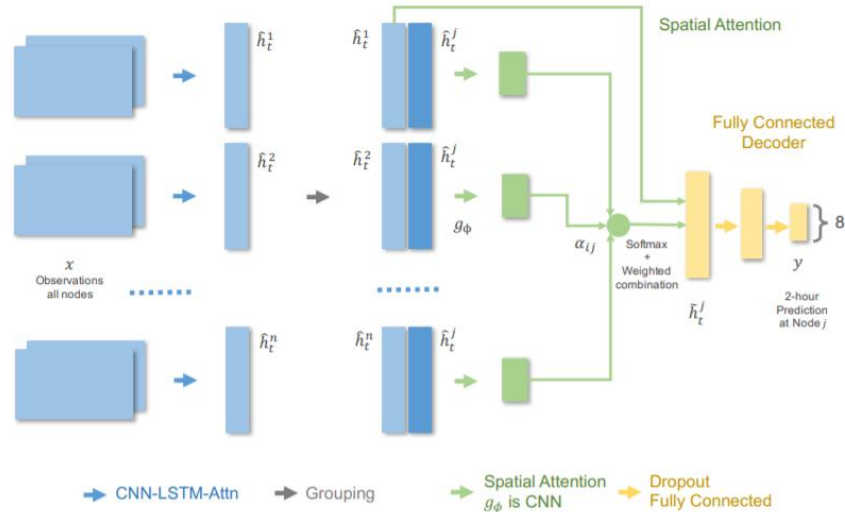 ĥ_t^1
ĥ_t^1 ĥ_t^j
Spatial Attention
Fully Connected
Decoder
ĥ_t^2
ĥ_t^2 ĥ_t^j
g_ϕ
α_{ij}
Softmax
+
Weighted
combination
8
x
Observations
all nodes
y
2-hour
Prediction
at Node j
h̃_t^j
ĥ_t^n
ĥ_t^n ĥ_t^j
CNN-LSTM-Attn
Grouping
Spatial Attention
g_ϕ is CNN
Dropout
Fully Connected